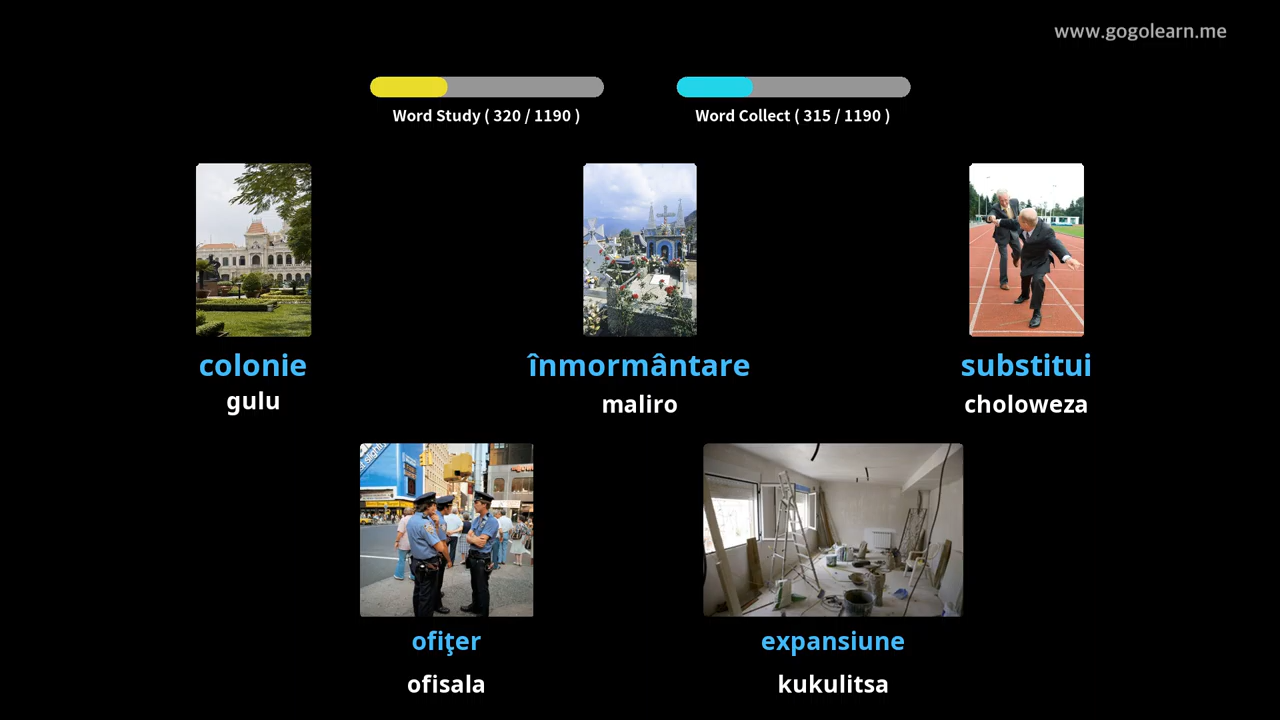 www.gogolearn.me
Word Study ( 320 / 1190 )
Word Collect ( 315 / 1190 )
colonie
gulu
înmormântare
maliro
substitui
choloweza
ofiţer
ofisala
expansiune
kukulitsa